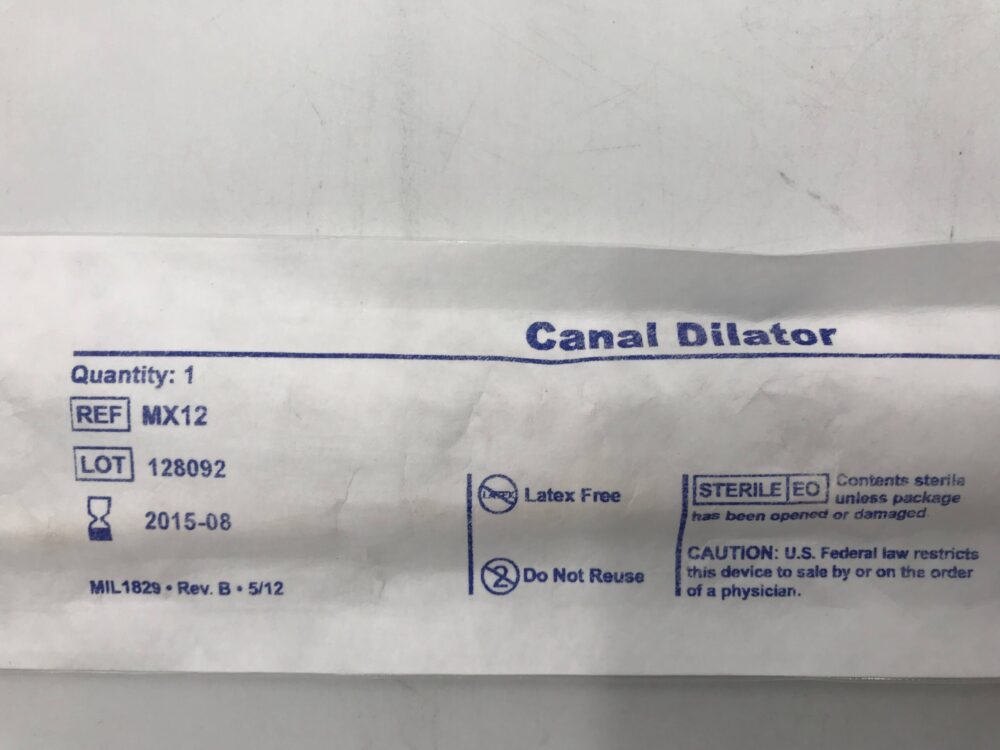 Canal Dilator
Quantity: 1
REF MX12
LOT 128092
2015-08
MIL1829 • Rev. B • 5/12
LATEX Latex Free
2 Do Not Reuse
STERILE EO Contents sterile
unless package
has been opened or damaged.
CAUTION: U.S. Federal law restricts
this device to sale by or on the order
of a physician.